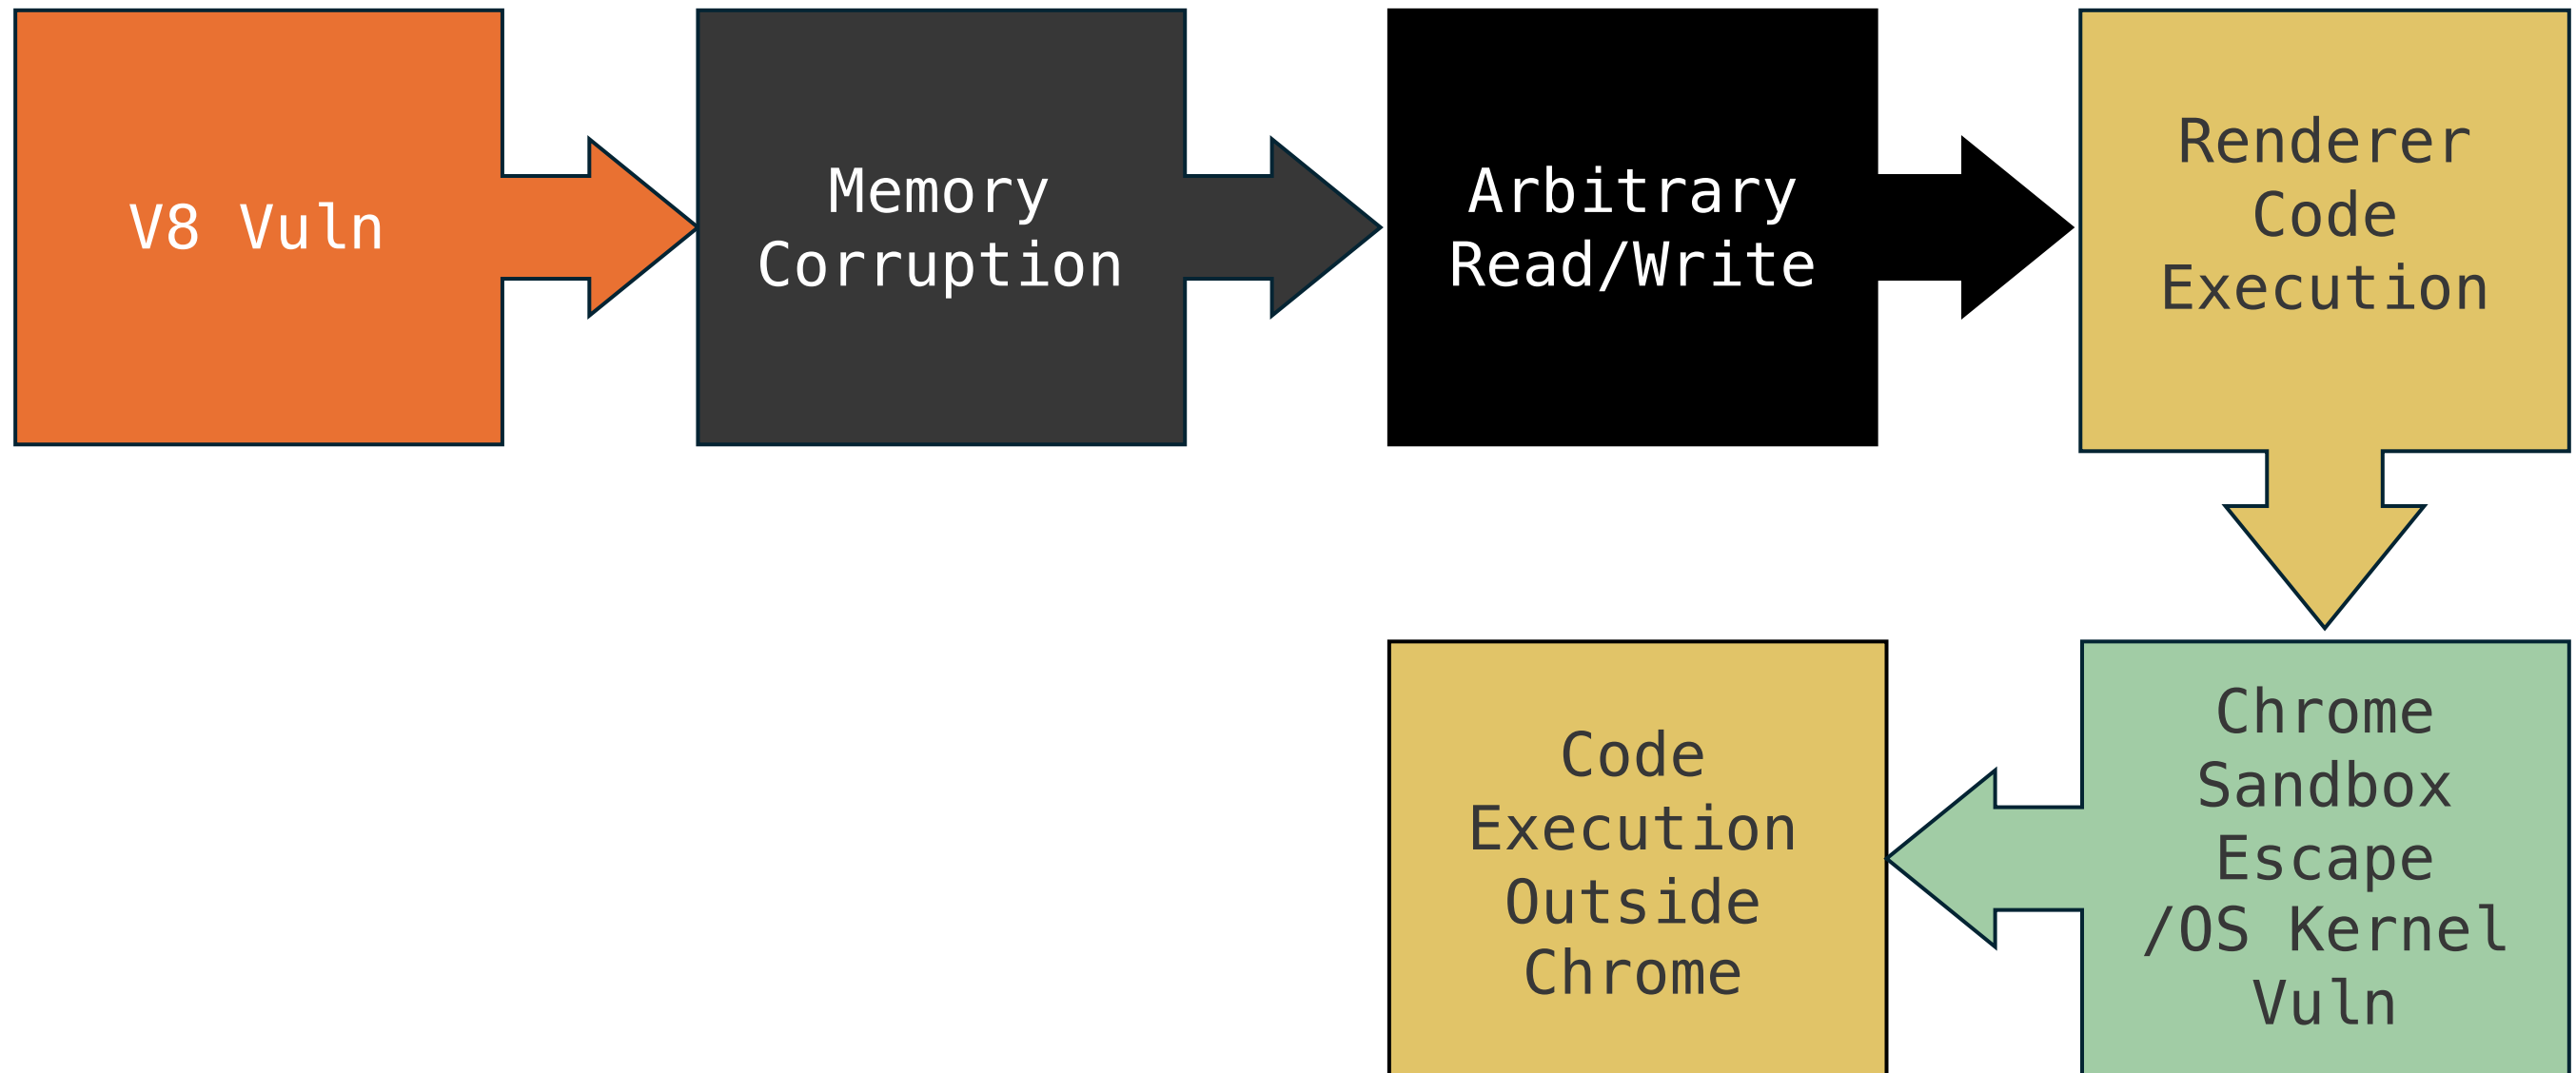 V8 Vuln
Memory
Corruption
Arbitrary
Read/Write
Renderer
Code
Execution
Chrome
Sandbox
Escape
/OS Kernel
Vuln
Code
Execution
Outside
Chrome